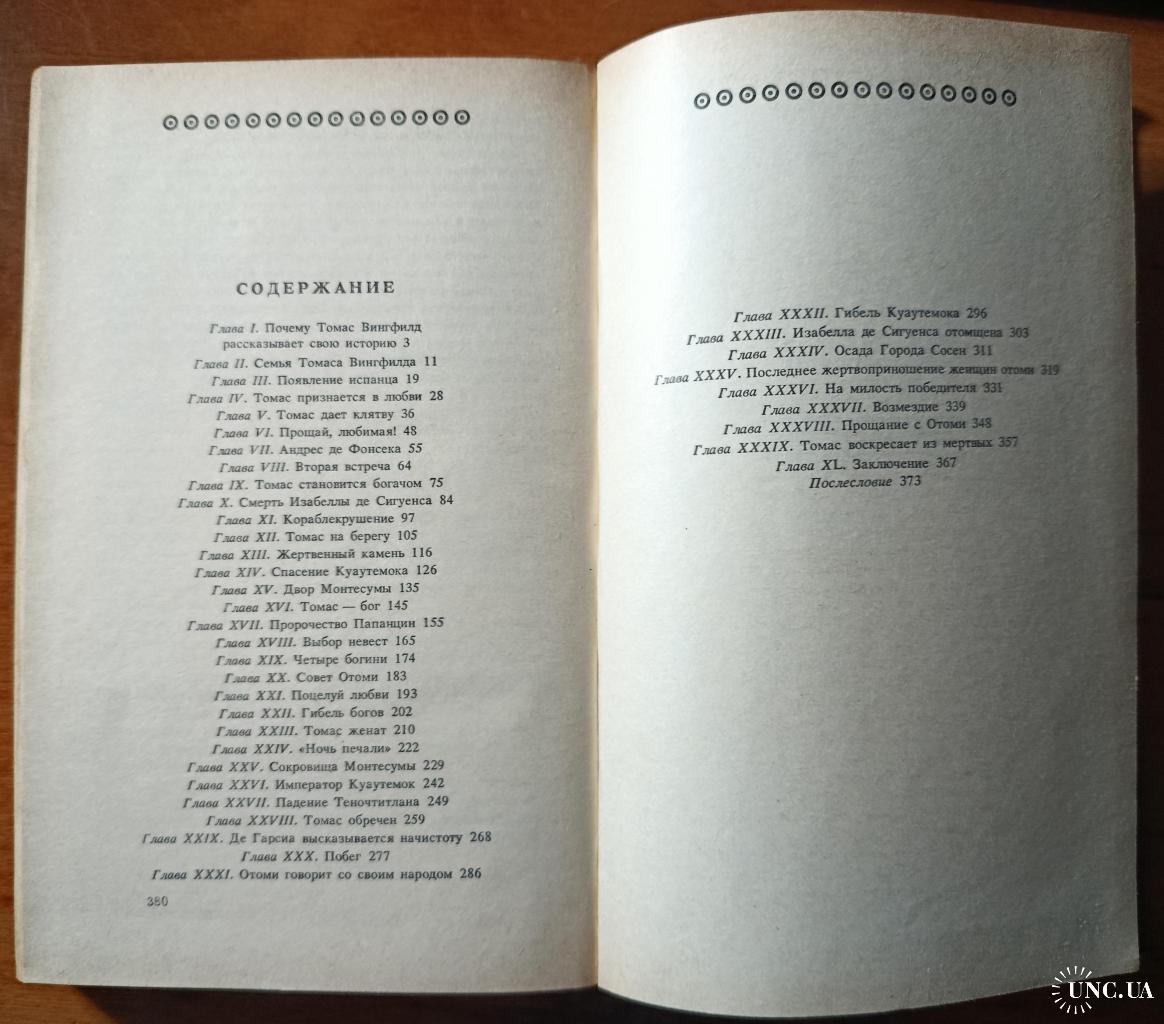 СОДЕРЖАНИЕ
Глава I. Почему Томас Вингфилд
рассказывает свою историю 3
Глава II. Семья Томаса Вингфилда 11
Глава III. Появление испанца 19
Глава IV. Томас признается в любви 28
Глава V. Томас дает клятву 36
Глава VI. Прощай, любимая! 48
Глава VII. Андрес де Фонсека 55
Глава VIII. Вторая встреча 64
Глава IX. Томас становится богачом 75
Глава X. Смерть Изабеллы де Сигуенса 84
Глава XI. Кораблекрушение 97
Глава XII. Томас на берегу 105
Глава XIII. Жертвенный камень 116
Глава XIV. Спасение Куаутемока 126
Глава XV. Двор Монтесумы 135
Глава XVI. Томас — бог 145
Глава XVII. Пророчество Папанцин 155
Глава XVIII. Выбор невест 165
Глава XIX. Четыре богини 174
Глава XX. Совет Отоми 183
Глава XXI. Поцелуй любви 193
Глава XXII. Гибель богов 202
Глава XXIII. Томас женат 210
Глава XXIV. «Ночь печали» 222
Глава XXV. Сокровища Монтесумы 229
Глава XXVI. Император Куаутемок 242
Глава XXVII. Падение Теночтитлана 249
Глава XXVIII. Томас обречен 259
Глава XXIX. Де Гарсиа высказывается начистоту 268
Глава XXX. Побег 277
Глава XXXI. Отоми говорит со своим народом 286
380
Глава XXXII. Гибель Куаутемока 296
Глава XXXIII. Изабелла де Сигуенса отомщена 303
Глава XXXIV. Осада Города Сосен 311
Глава XXXV. Последнее жертвоприношение женщин отоми 319
Глава XXXVI. На милость победителя 331
Глава XXXVII. Возмездие 339
Глава XXXVIII. Прощание с Отоми 348
Глава XXXIX. Томас воскресает из мертвых 357
Глава XL. Заключение 367
Послесловие 373
UNC.UA